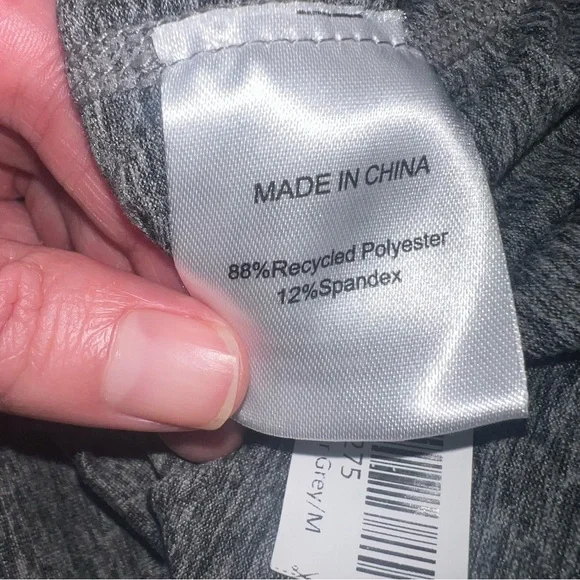 MADE IN CHINA
88%Recycled Polyester
12%Spandex
275
Grey/M